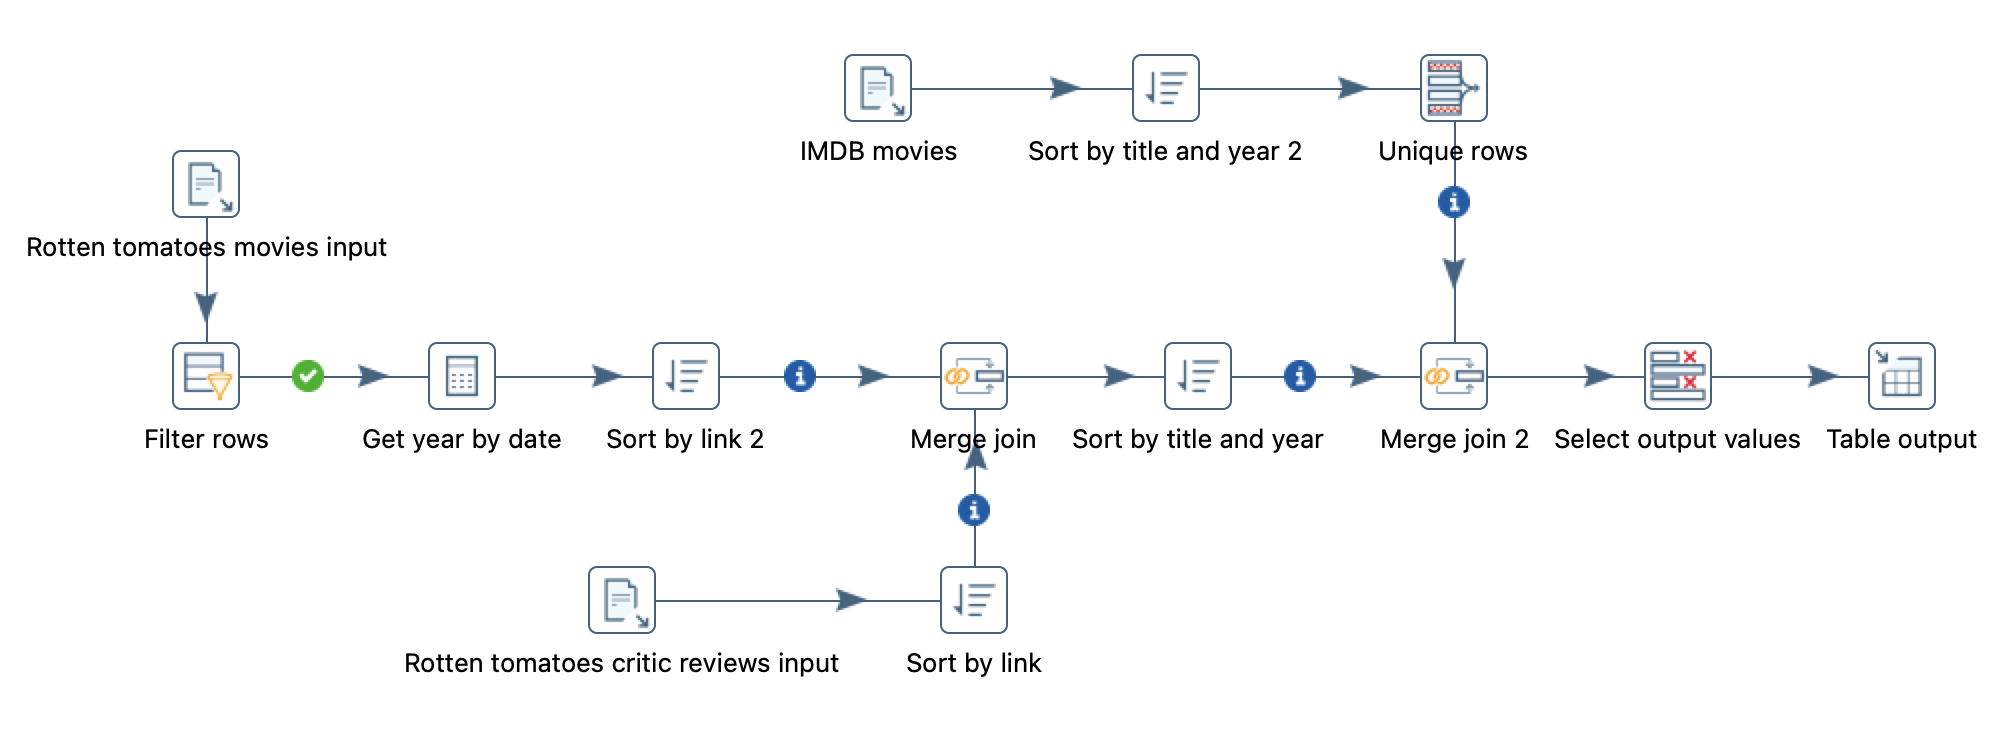 IMDB movies
Sort by title and year 2
Unique rows
Rotten tomatoes movies input
Filter rows
Get year by date
Sort by link 2
Merge join
Sort by title and year
Merge join 2
Select output values
Table output
Rotten tomatoes critic reviews input
Sort by link